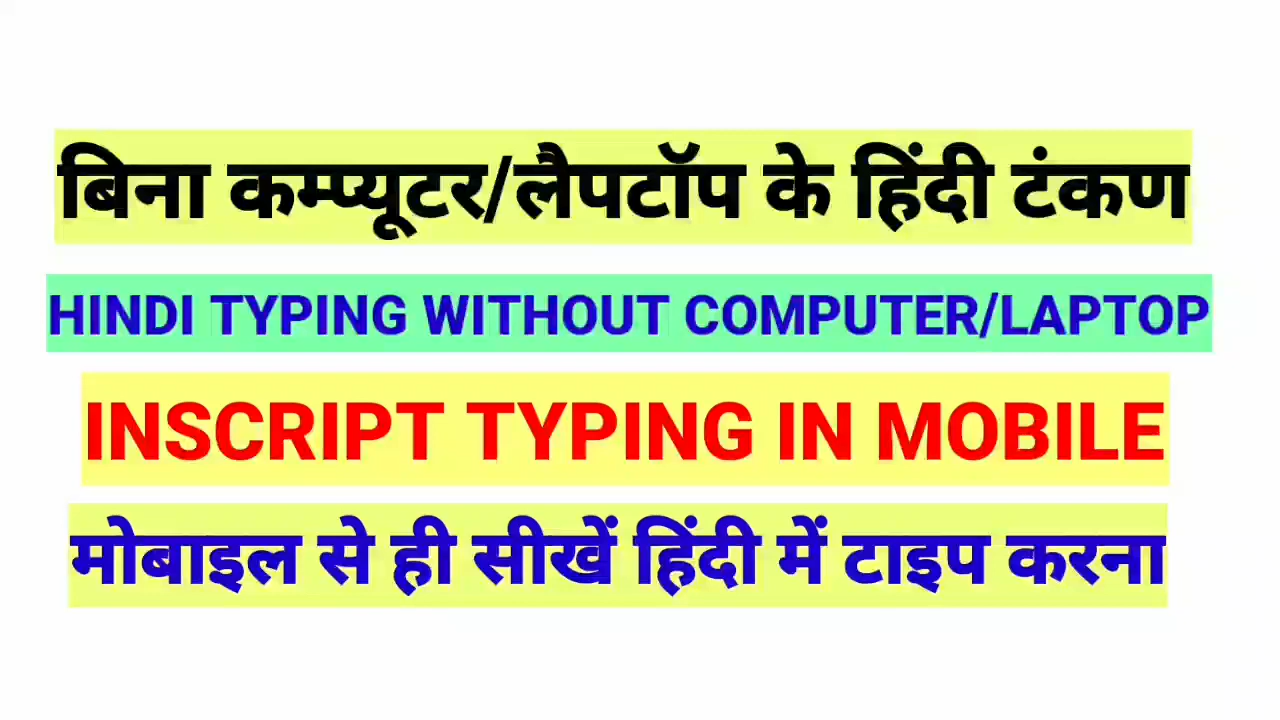 बिना कम्प्यूटर/लैपटॉप के हिंदी टंकण
HINDI TYPING WITHOUT COMPUTER/LAPTOP
INSCRIPT TYPING IN MOBILE
मोबाइल से ही सीखें हिंदी में टाइप करना